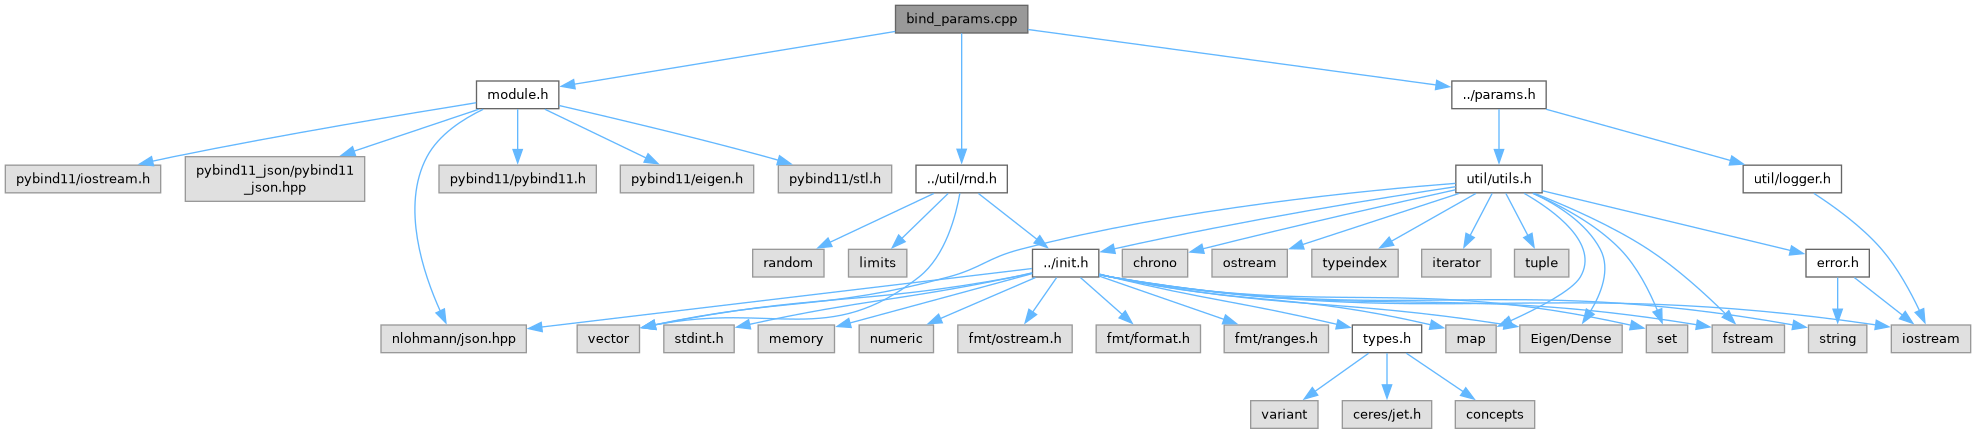 bind_params.cpp
module.h
../params.h
pybind11/iostream.h
pybind11_json/pybind11
_json.hpp
pybind11/pybind11.h
pybind11/eigen.h
pybind11/stl.h
../util/rnd.h
util/utils.h
util/logger.h
random
limits
../init.h
chrono
ostream
typeindex
iterator
tuple
error.h
nlohmann/json.hpp
vector
stdint.h
memory
numeric
fmt/ostream.h
fmt/format.h
fmt/ranges.h
types.h
map
Eigen/Dense
set
fstream
string
iostream
variant
ceres/jet.h
concepts